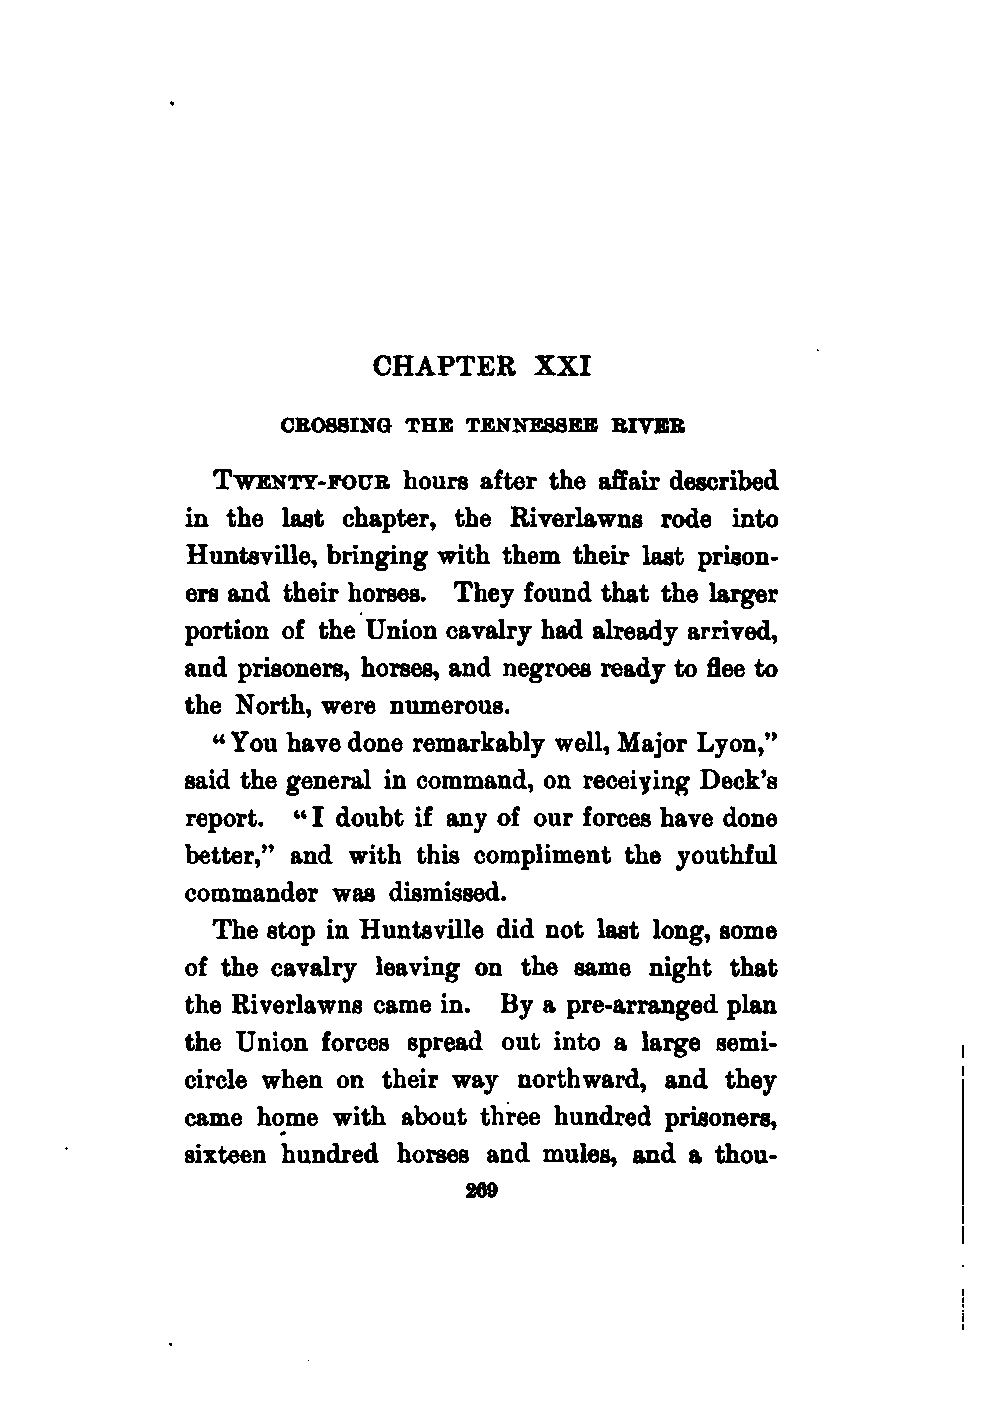 CHAPTER XXI
CROSSING THE TENNESSEE RIVER
TWENTY-FOUR hours after the affair described
in the last chapter, the Riverlawns rode into
Huntsville, bringing with them their last prison-
ers and their horses. They found that the larger
portion of the Union cavalry had already arrived,
and prisoners, horses, and negroes ready to flee to
the North, were numerous.
“You have done remarkably well, Major Lyon,”
said the general in command, on receiving Deck’s
report. “I doubt if any of our forces have done
better,” and with this compliment the youthful
commander was dismissed.
The stop in Huntsville did not last long, some
of the cavalry leaving on the same night that
the Riverlawns came in. By a pre-arranged plan
the Union forces spread out into a large semi-
circle when on their way northward, and they
came home with about three hundred prisoners,
sixteen hundred horses and mules, and a thou-
269